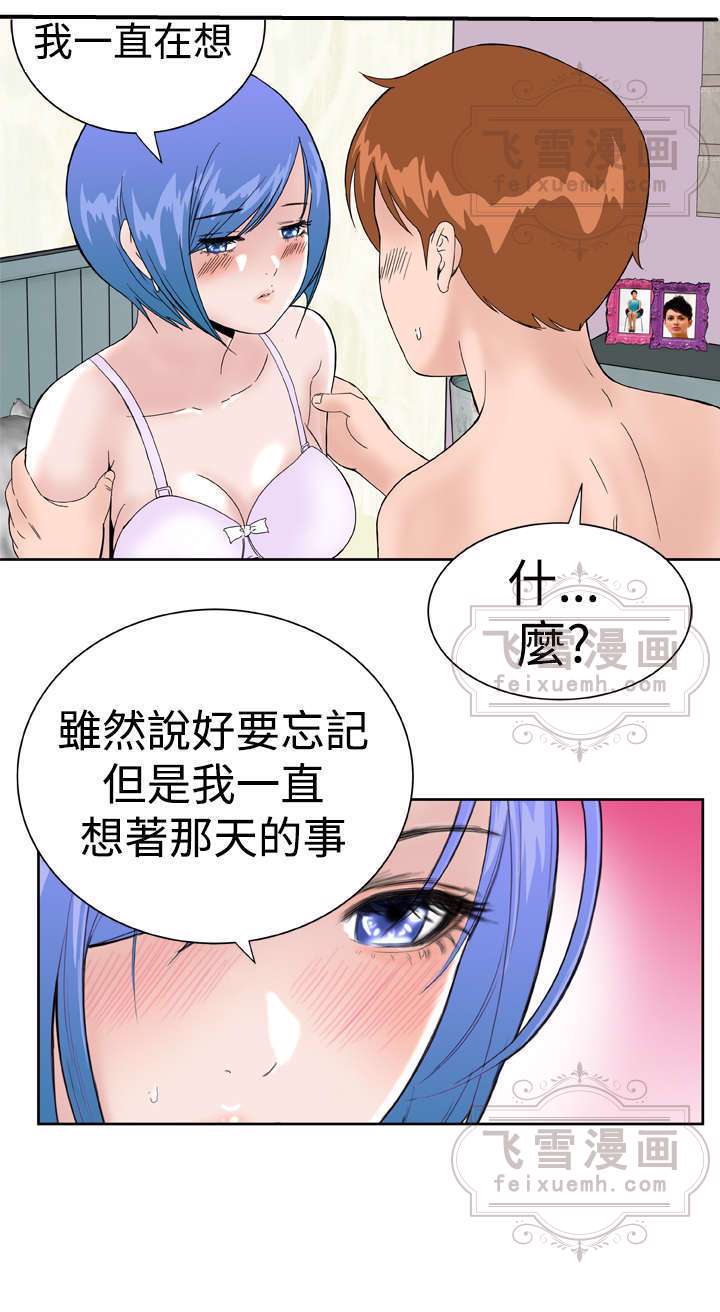 我一直在想
飞雪漫画
feixuemh.com
什...
麼?
飞雪漫画
feixuemh.com
雖然說好要忘記
但是我一直
想著那天的事
飞雪漫画
feixuemh.com